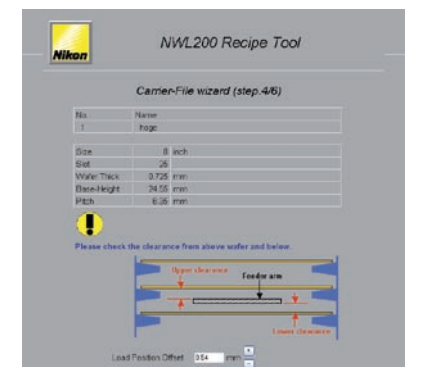 Nikon
NWL200 Recipe Tool
Carrier-File wizard (step.4/6)
No. Name
1 hoge
Size 8 inch
Slot 25
Wafer Thick 0.725 mm
Base-Height 24.55 mm
Pitch 6.35 mm
Please check the clearance from above wafer and below.
Upper clearance
Feeder arm
Lower clearance
Load Position Offset 0.54 mm